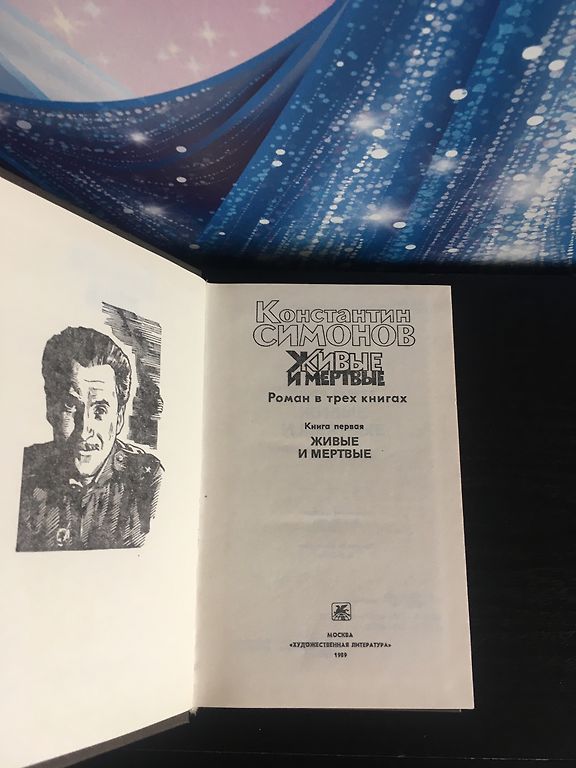 Константин
СИМОНОВ
ЖИВЫЕ
И МЕРТВЫЕ
Роман в трех книгах
Книга первая
ЖИВЫЕ
И МЕРТВЫЕ
МОСКВА
«ХУДОЖЕСТВЕННАЯ ЛИТЕРАТУРА»
1989